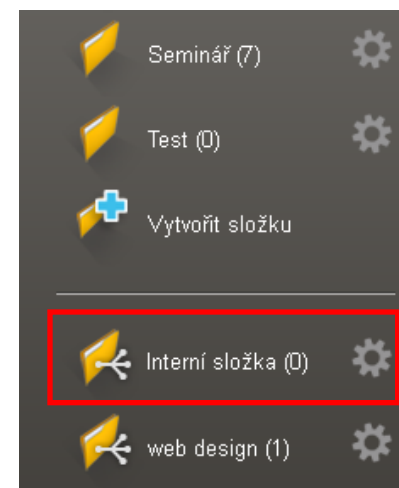 Seminář (7)
Test (0)
Vytvořit složku
Interní složka (0)
web design (1)